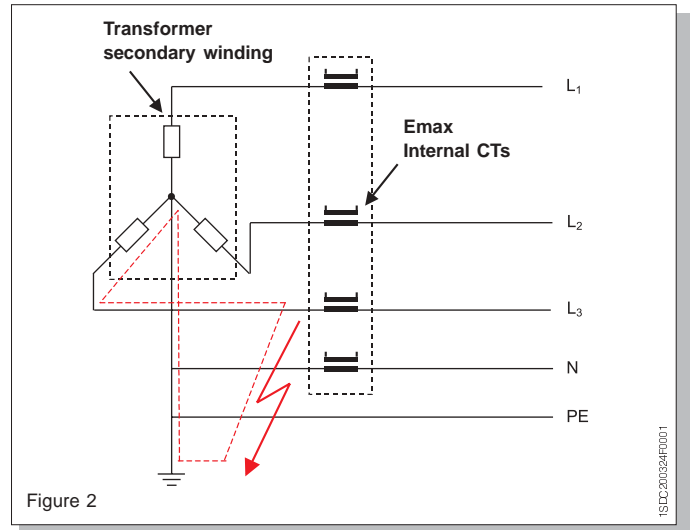 Transformer
secondary winding
L1
Emax
Internal CTs
L2
L3
N
PE
Figure 2
1SDC200324F0001